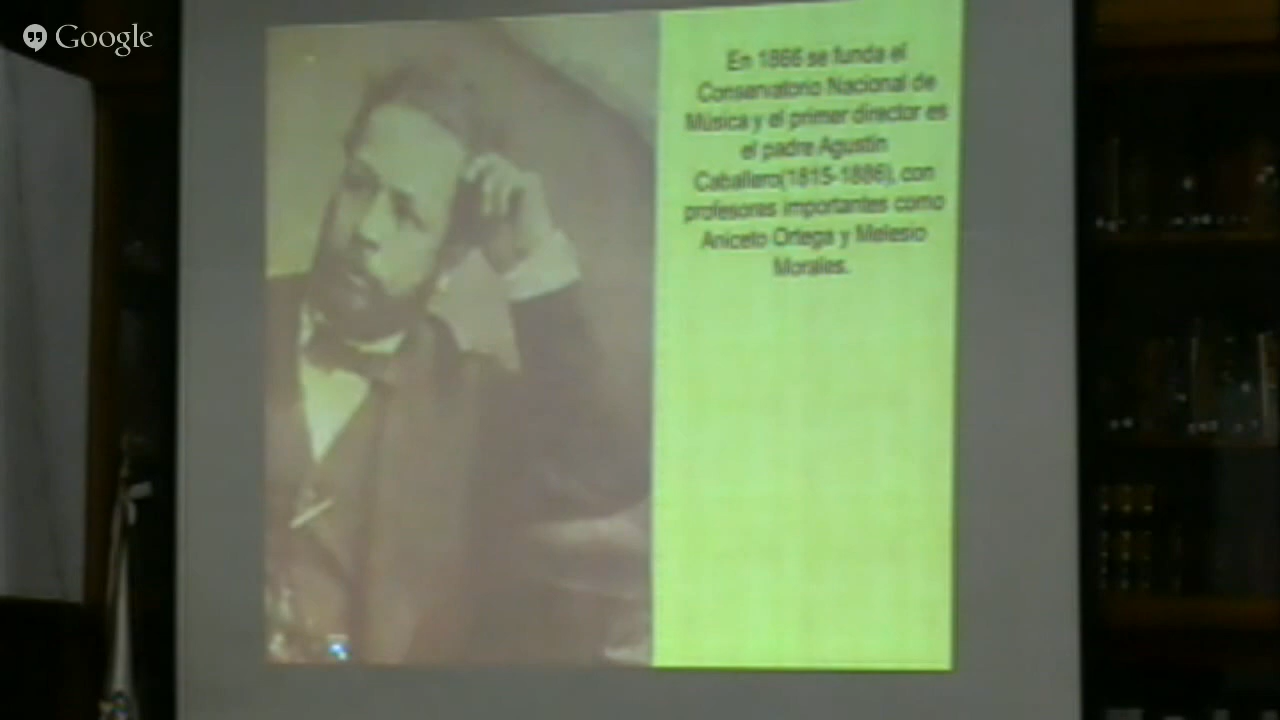 Google
En 1866 se funda el
Conservatorio Nacional de
Música y el primer director es
el padre Agustín
Caballero(1815-1886), con
profesores importantes como
Aniceto Ortega y Melesio
Morales.